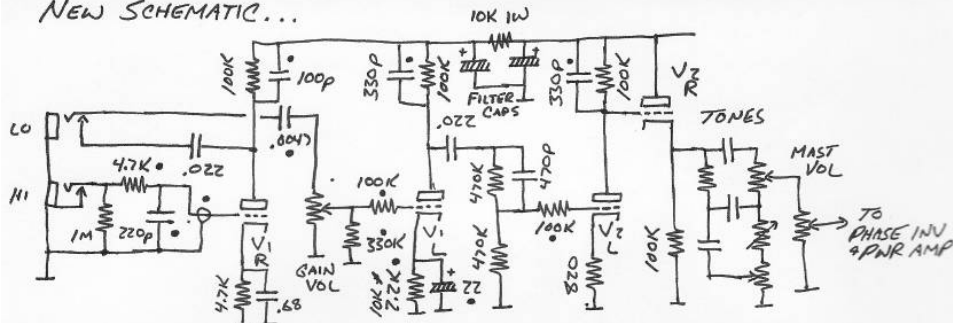 NEW SCHEMATIC...
10K 1W
100K
100p
330p
100K
FILTER CAPS
330p
100K
V2 R
TONES
LO
.022
.0047
.022
HI
4.7K
1M
220p
V1 R
100K
330K
GAIN VOL
V1 L
470K
470p
470K
100K
V2 L
MAST VOL
TO PHASE INV & PWR AMP
4.7K
.68
10K*
2.2K
22
820
100K